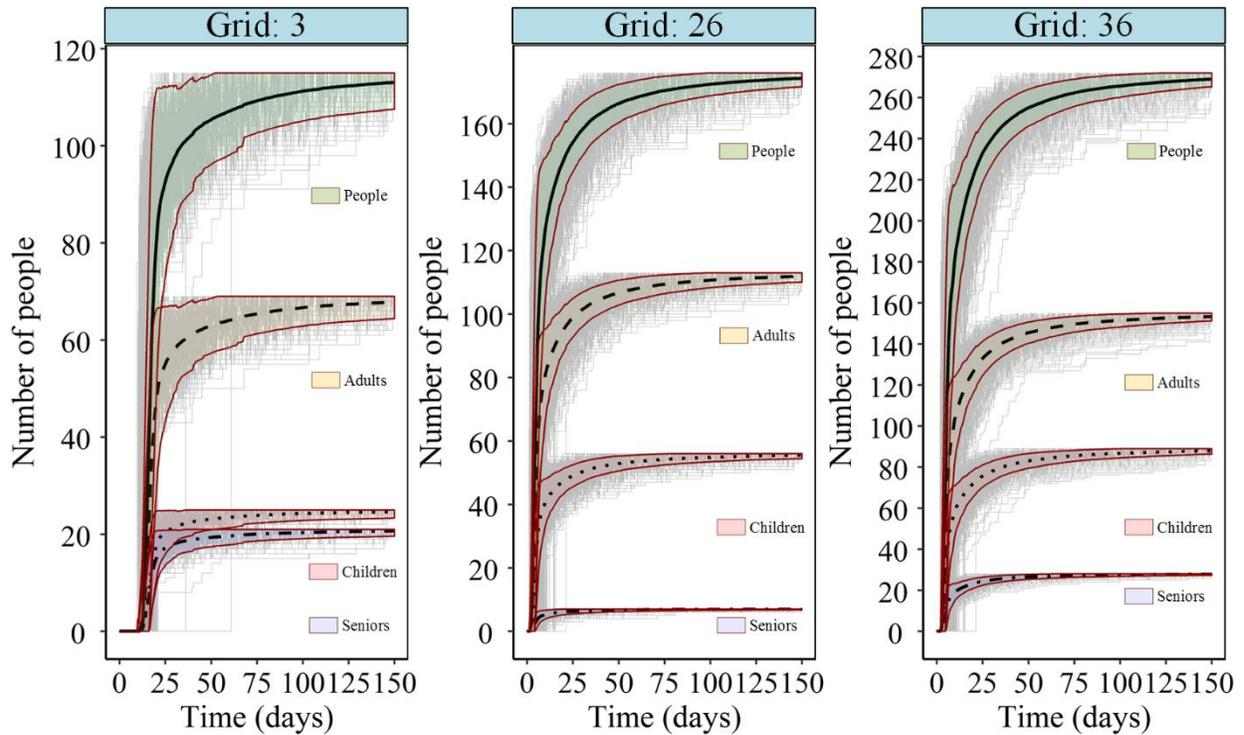 Grid: 3
Number of people
120
100
80
60
40
20
0
People
Adults
Children
Seniors
0 25 50 75 100 125 150
Time (days)
Grid: 26
Number of people
160
140
120
100
80
60
40
20
0
People
Adults
Children
Seniors
0 25 50 75 100 125 150
Time (days)
Grid: 36
Number of people
280
260
240
220
200
180
160
140
120
100
80
60
40
20
0
People
Adults
Children
Seniors
0 25 50 75 100 125 150
Time (days)